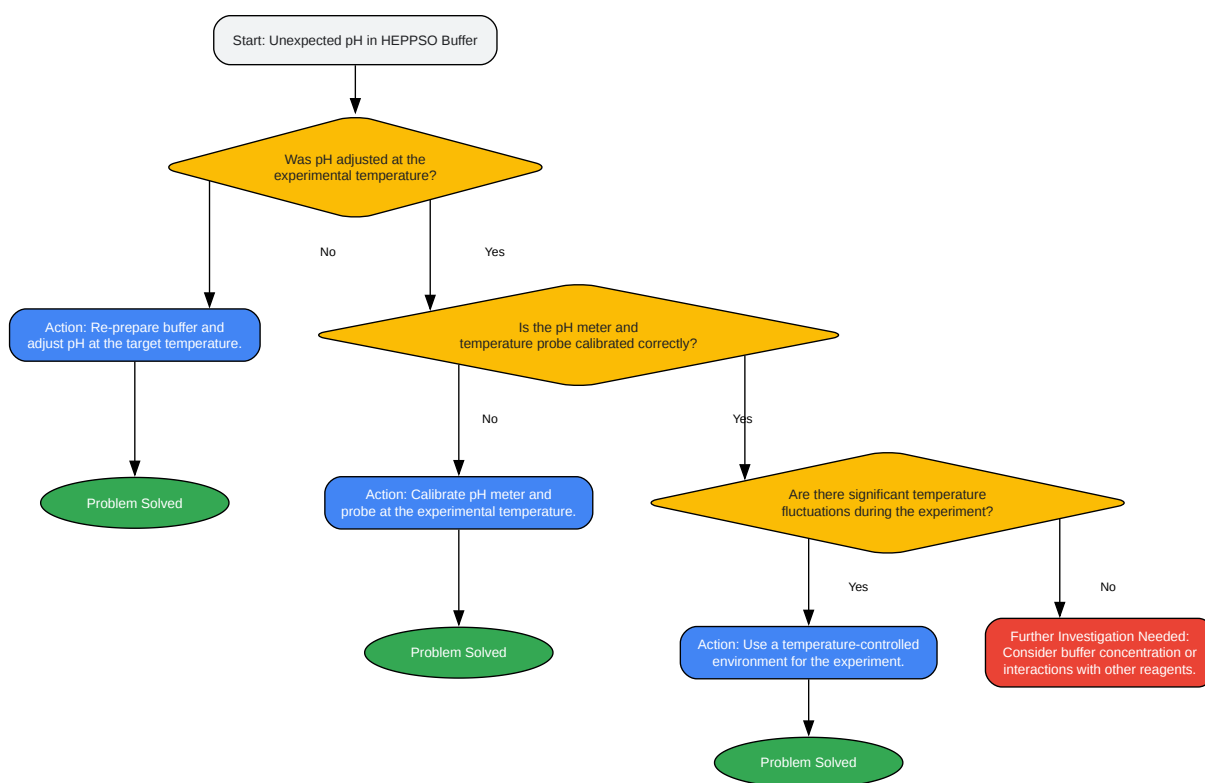 Start: Unexpected pH in HEPPSO Buffer
Was pH adjusted at the
experimental temperature?
No
Yes
Action: Re-prepare buffer and
adjust pH at the target temperature.
Is the pH meter and
temperature probe calibrated correctly?
No
Yes
Problem Solved
Action: Calibrate pH meter and
probe at the experimental temperature.
Are there significant temperature
fluctuations during the experiment?
Yes
No
Problem Solved
Action: Use a temperature-controlled
environment for the experiment.
Further Investigation Needed:
Consider buffer concentration or
interactions with other reagents.
Problem Solved